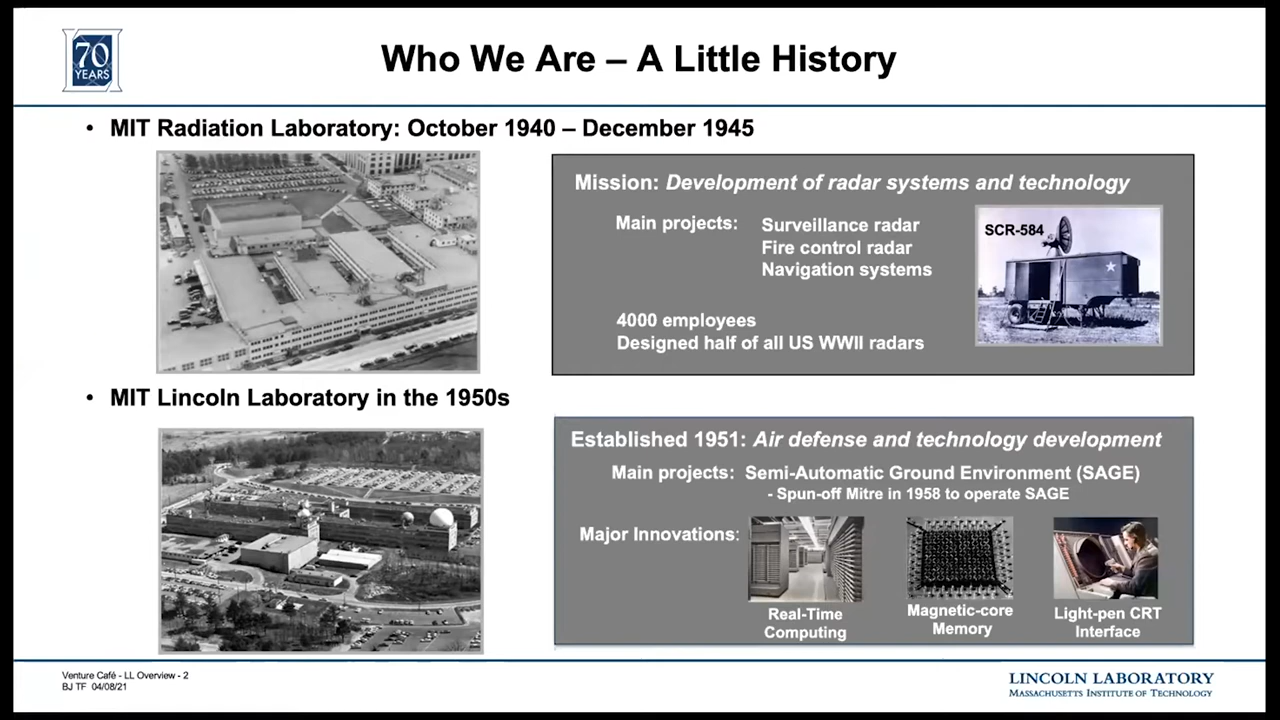 70
YEARS
Who We Are – A Little History
• MIT Radiation Laboratory: October 1940 – December 1945
Mission: Development of radar systems and technology
Main projects: Surveillance radar
Fire control radar
Navigation systems
SCR-584
4000 employees
Designed half of all US WWII radars
• MIT Lincoln Laboratory in the 1950s
Established 1951: Air defense and technology development
Main projects: Semi-Automatic Ground Environment (SAGE)
- Spun-off Mitre in 1958 to operate SAGE
Major Innovations:
Real-Time
Computing
Magnetic-core
Memory
Light-pen CRT
Interface
Venture Café - LL Overview - 2
BJ TF 04/08/21
LINCOLN LABORATORY
MASSACHUSETTS INSTITUTE OF TECHNOLOGY